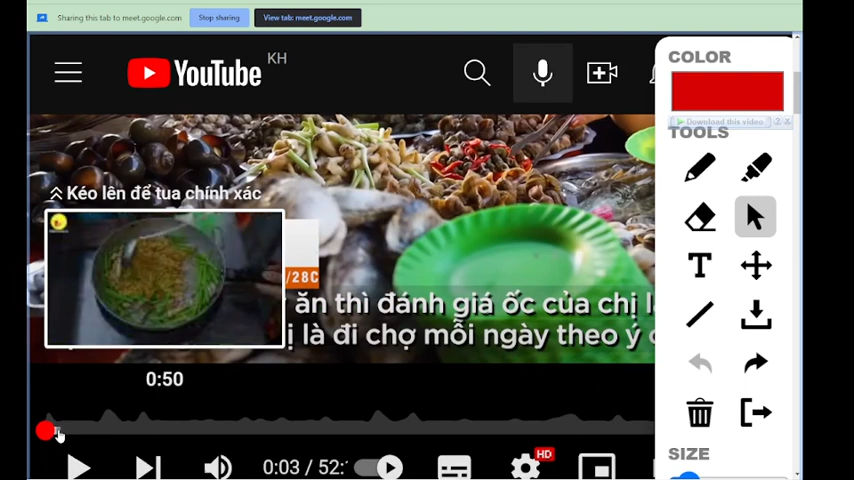 Sharing this tab to meet.google.com
Stop sharing
View tab: meet.google.com
YouTube KH
COLOR
Download this video
TOOLS
Kéo lên để tua chính xác
/28C
ăn thì đánh giá ốc của chị
là đi chợ mỗi ngày theo ý
0:50
T
0:03 / 52:
HD
SIZE